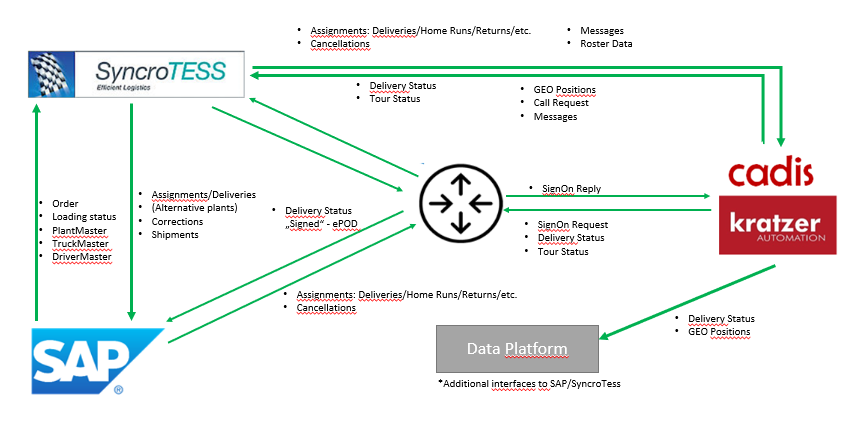 • Assignments: Deliveries/Home Runs/Returns/etc.
• Cancellations
• Messages
• Roster Data
SyncroTESS
Efficient Logistics
• Delivery Status
• Tour Status
• GEO Positions
• Call Request
• Messages
cadis
kratzer
AUTOMATION
• Order
• Loading status
• PlantMaster
• TruckMaster
• DriverMaster
• Assignments/Deliveries
(Alternative plants)
• Corrections
• Shipments
• Delivery Status
„Signed“ - ePOD
• SignOn Reply
• SignOn Request
• Delivery Status
• Tour Status
• Assignments: Deliveries/Home Runs/Returns/etc.
• Cancellations
SAP®
Data Platform
*Additional interfaces to SAP/SyncroTess
• Delivery Status
• GEO Positions